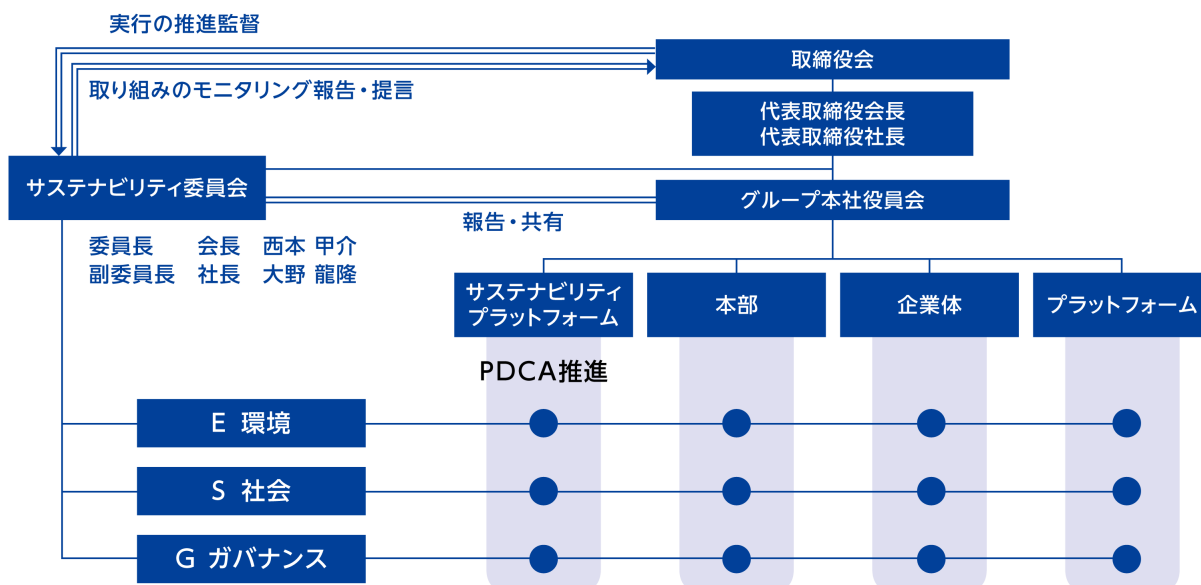 実行の推進監督
取締役会
取り組みのモニタリング報告・提言
代表取締役会長
代表取締役社長
サステナビリティ委員会
グループ本社役員会
報告・共有
委員長 会長 西本 甲介
副委員長 社長 大野 龍隆
サステナビリティ
プラットフォーム
本部
企業体
プラットフォーム
PDCA推進
E 環境
S 社会
G ガバナンス